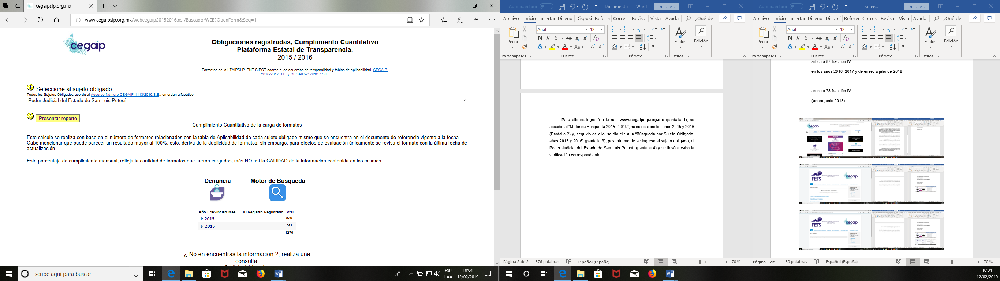 cegaipslp.org.mx
www.cegaipslp.org.mx/webcegaip20152016.nsf/BuscadorWEB?OpenForm&Seq=1
cegaip
Obligaciones registradas, Cumplimiento Cuantitativo
Plataforma Estatal de Transparencia.
2015 / 2016
Formatos de la LTAIPSLP, PNT-SIPOT acorde a los acuerdos de temporalidad y tablas de aplicabilidad, CEGAIP-
2016-2017 S.E. y CEGAIP-212/2017 S.E.
1 Seleccione al sujeto obligado
Todos los Sujetos Obligados acorde al Acuerdo Número CEGAIP-1113/2016.S.E., en orden alfabético
Poder Judicial del Estado de San Luis Potosí
2 Presentar reporte
Cumplimiento Cuantitativo de la carga de formatos
Este cálculo se realiza con base en el número de formatos relacionados con la tabla de Aplicabilidad de cada sujeto obligado mismo que se encuentra en el documento de referencia vigente a la fecha.
Cabe mencionar que puede parecer un resultado mayor al 100%, esto, deriva de la duplicidad de formatos, sin embargo, para efectos de evaluación únicamente se revisa el formato con la última fecha de
actualización.
Este porcentaje de cumplimiento mensual, refleja la cantidad de formatos que fueron cargados, más NO así la CALIDAD de la información contenida en los mismos.
Denuncia Motor de Búsqueda
Año Frac-Inciso Mes ID Registro Registrado Total
2015 529
2016 741
1270
¿ No en encuentras la información ?, realiza una
consulta.
Escribe aquí para buscar
ESP
LAA
10:04
12/02/2019
Autoguardado Documento1 - Word Inic. ses.
Archivo Inicio Insertar Diseño Disposi Referer Corresp Revisar Vista Ayuda ¿Qué de
Pegar
Arial 12
N K S ab x₂ x²
A A Aa A A
Estilos
Edición
Portapapeles Fuente Párrafo Estilos
Para ello se ingresó a la ruta www.cegaipslp.org.mx (pantalla 1); se
accedió al “Motor de Búsqueda 2015 - 2019”, se seleccionó los años 2015 y 2016
(Pantalla 2) y, seguido de ello, se dio clic a la “Búsqueda por Sujeto Obligado,
años 2015 y 2016” (pantalla 3); posteriormente se ingresó al sujeto obligado, el
Poder Judicial del Estado de San Luis Potosí (pantalla 4) y se llevó a cabo la
verificación correspondiente.
Página 2 de 2 376 palabras Español (España) 70 %
Autoguardado scree... Inic. ses.
Archivo Inicio Insertar Diseño Dispos Referer Corresp Revisar Vista Ayuda ¿Qué de
Pegar
Arial 12
N K S ab x₂ x²
A A Aa A A
Estilos
Edición
Portapapeles Fuente Párrafo Estilos
artículo 87 fracción IV
en los años 2016, 2017 y de enero a julio de 2018
artículo 73 fracción IV
(enero-junio 2018)
cegaip
AVISO
PETS
cegaip
PETS
cegaip
Página 1 de 1 30 palabras Español (España) 70 %
10:04
12/02/2019